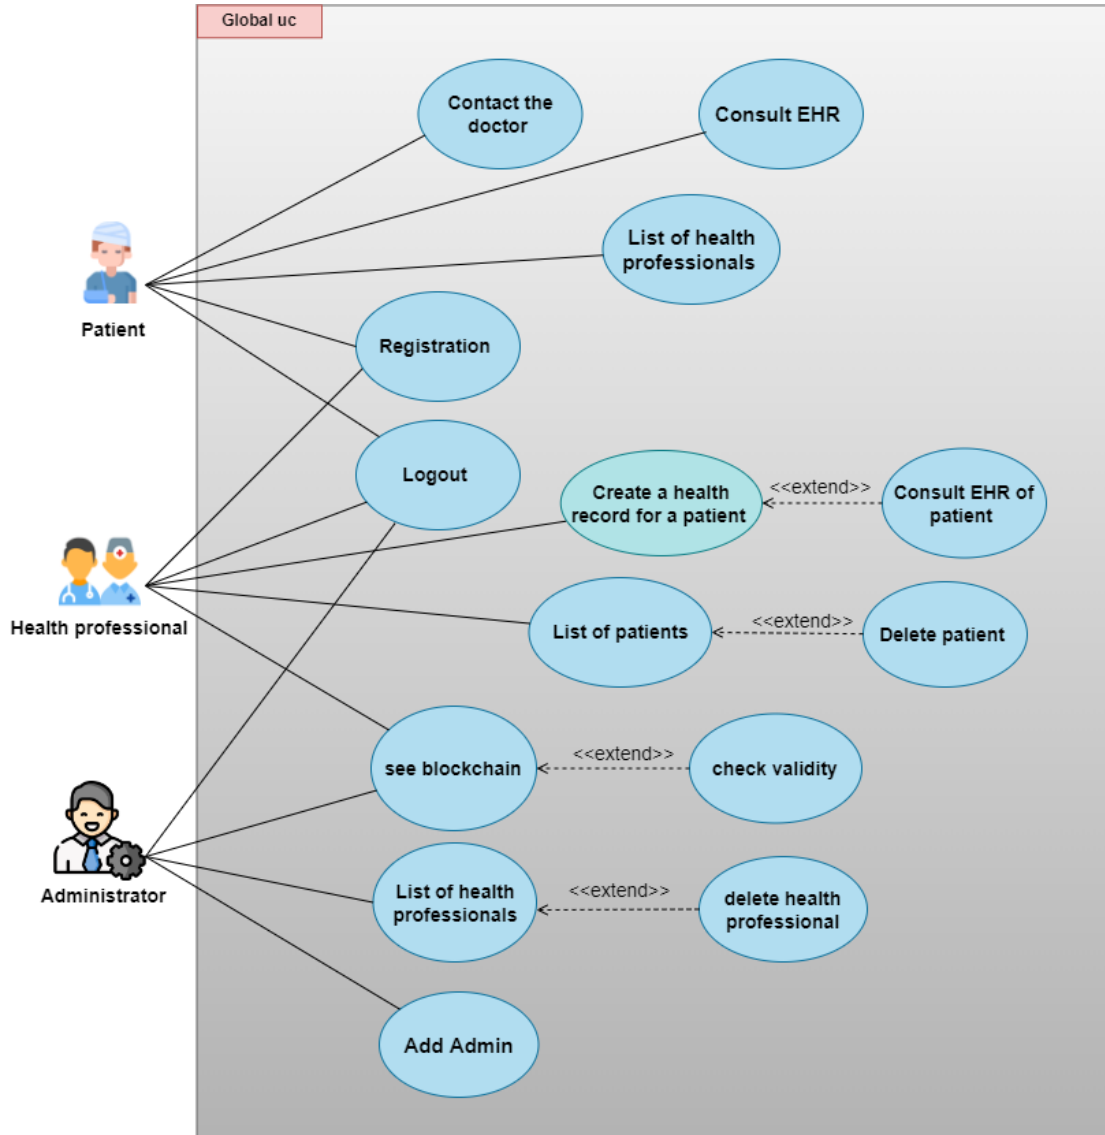 Global uc
Contact the
doctor
Consult EHR
List of health
professionals
Patient
Registration
Logout
Create a health
record for a patient
<<extend>>
Consult EHR of
patient
Health professional
List of patients
<<extend>>
Delete patient
see blockchain
<<extend>>
check validity
Administrator
List of health
professionals
<<extend>>
delete health
professional
Add Admin